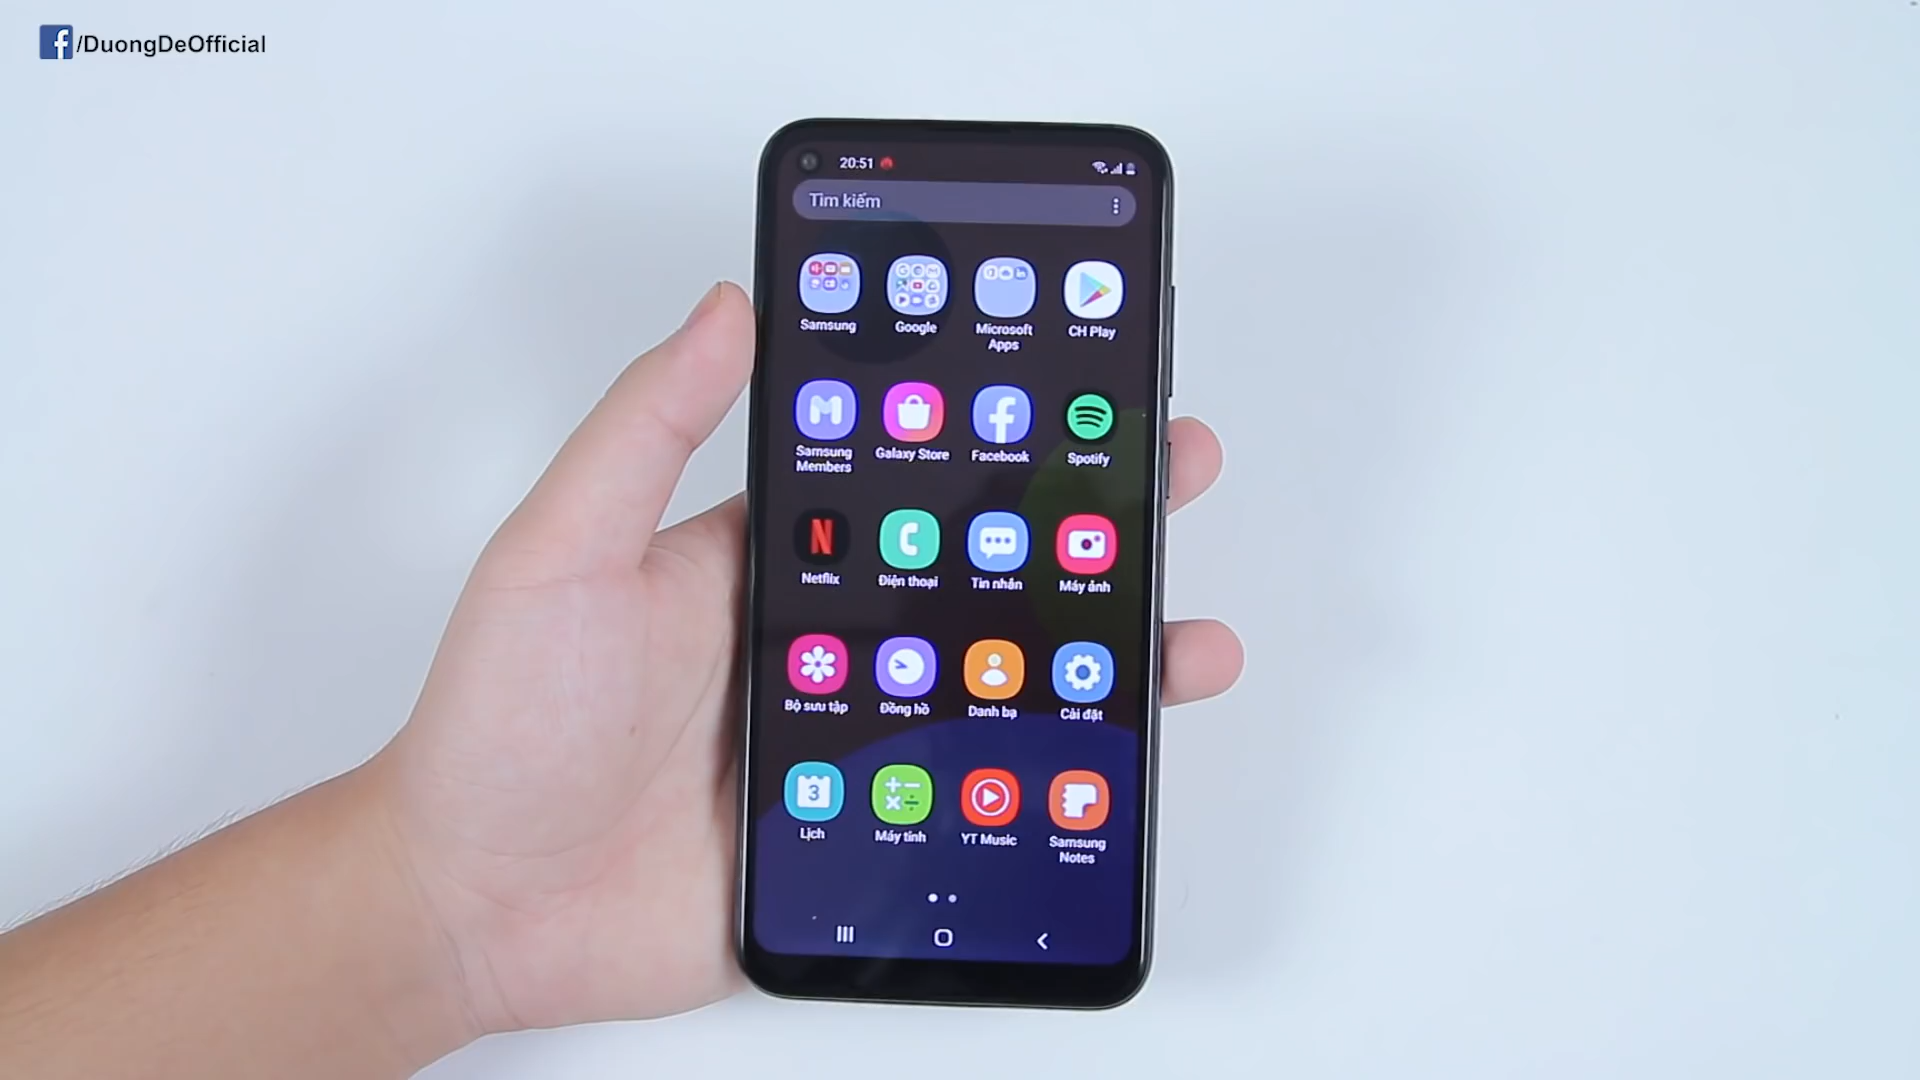 /DuongDeOfficial
20:51
Tìm kiếm
Samsung
Google
Microsoft
Apps
CH Play
Samsung
Members
Galaxy Store
Facebook
Spotify
Netflix
Điện thoại
Tin nhắn
Máy ảnh
Bộ sưu tập
Đồng hồ
Danh bạ
Cài đặt
3
Lịch
Máy tính
YT Music
Samsung
Notes